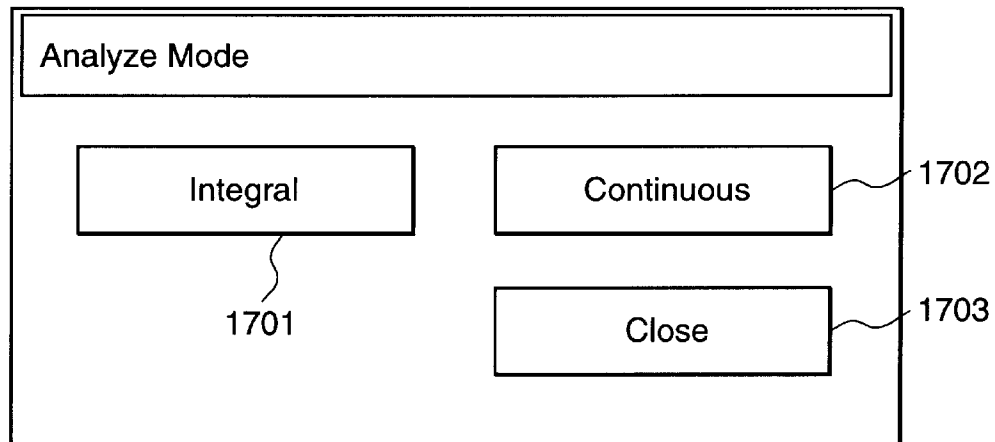 Analyze Mode
Integral
Continuous
1702
1701
Close
1703